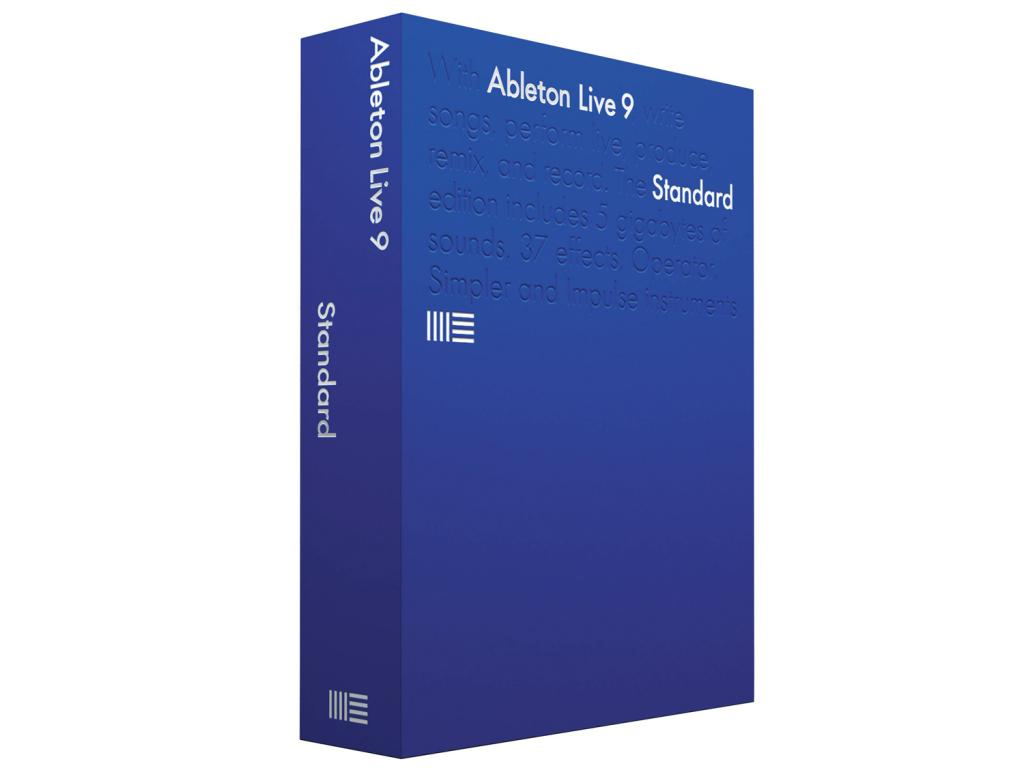 Ableton Live 9
Standard
With Ableton Live 9 write
songs, perform live, produce
remix, and record. The Standard
edition includes 5 gigabytes of
sounds, 37 effects, Operator,
Simpler and Impulse instruments